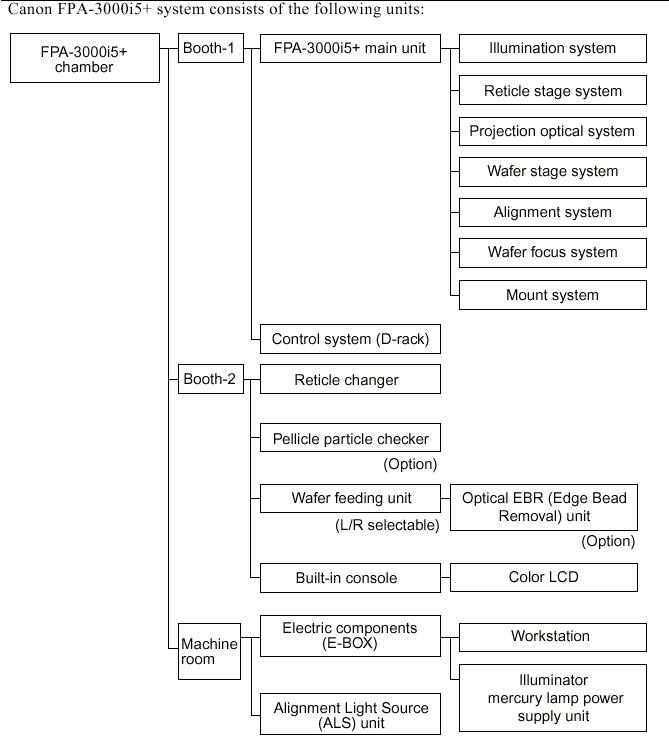 Canon FPA-3000i5+ system consists of the following units:
FPA-3000i5+
chamber
Booth-1
FPA-3000i5+ main unit
Illumination system
Reticle stage system
Projection optical system
Wafer stage system
Alignment system
Wafer focus system
Mount system
Control system (D-rack)
Booth-2
Reticle changer
Pellicle particle checker
(Option)
Wafer feeding unit
(L/R selectable)
Optical EBR (Edge Bead
Removal) unit
(Option)
Built-in console
Color LCD
Machine
room
Electric components
(E-BOX)
Workstation
Illuminator
mercury lamp power
supply unit
Alignment Light Source
(ALS) unit